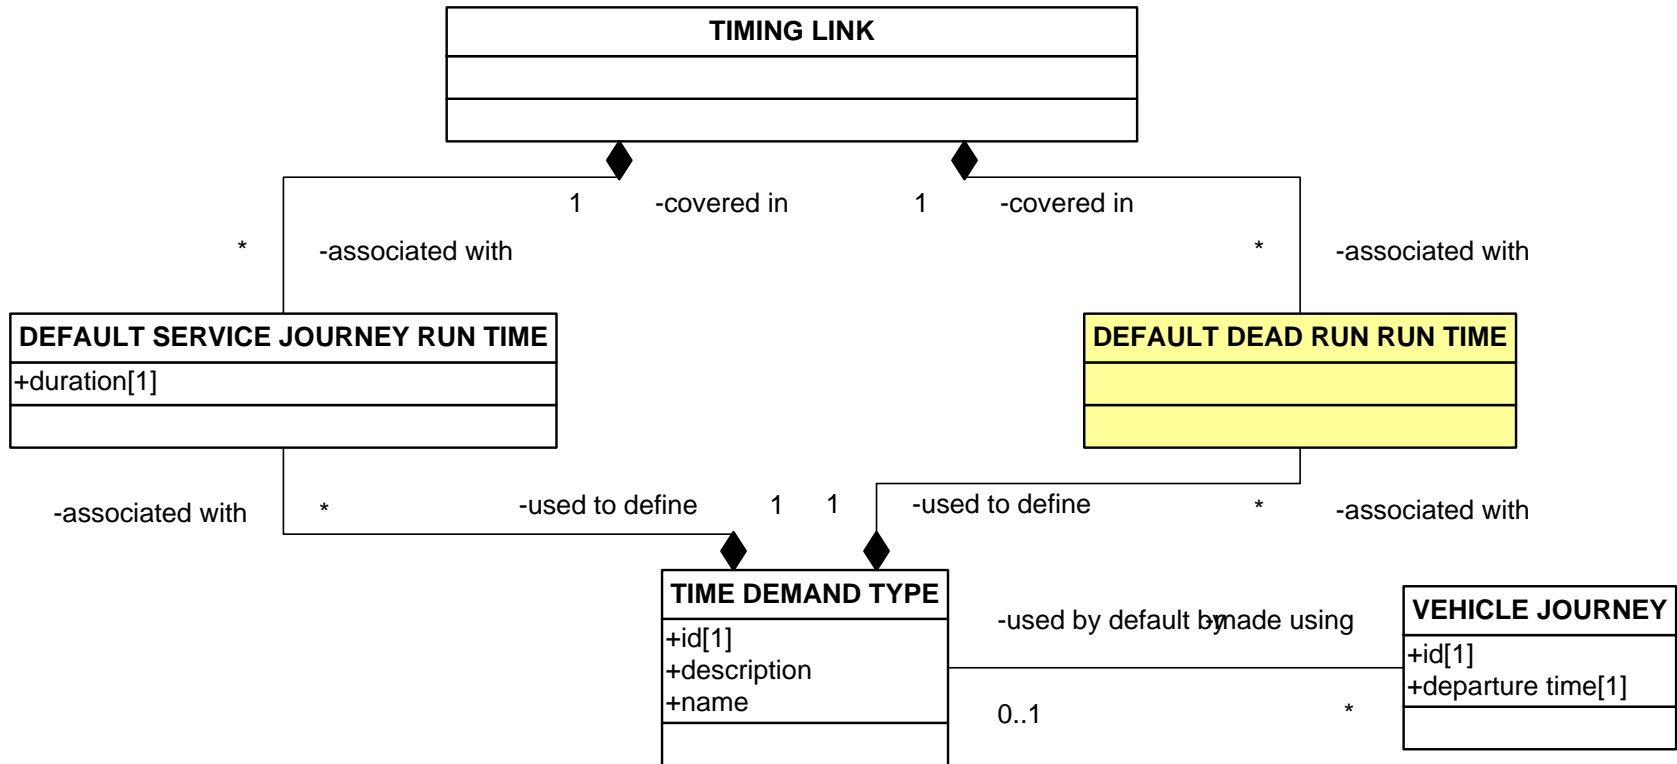 TIMING LINK
1 -covered in 1 -covered in
* -associated with * -associated with
DEFAULT SERVICE JOURNEY RUN TIME
+duration[1]
DEFAULT DEAD RUN RUN TIME
-associated with * -used to define 1 1 -used to define * -associated with
TIME DEMAND TYPE
+id[1]
+description
+name
-used by default by -made using
0..1 *
VEHICLE JOURNEY
+id[1]
+departure time[1]